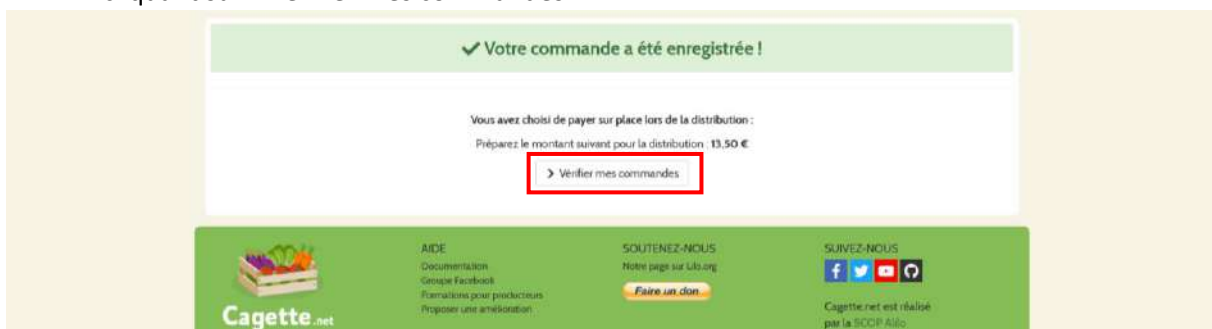 Votre commande a été enregistrée !
Vous avez choisi de payer sur place lors de la distribution :
Préparez le montant suivant pour la distribution : 13,50 €
Vérifier mes commandes
AIDE
Documentation
Groupe Facebook
Formations pour producteurs
Proposer une amélioration
SOUTENEZ-NOUS
Notre page sur Lilo.org
Faire un don
SUIVEZ-NOUS
Cagette.net est réalisé
par la SCOP Alilo
Cagette.net